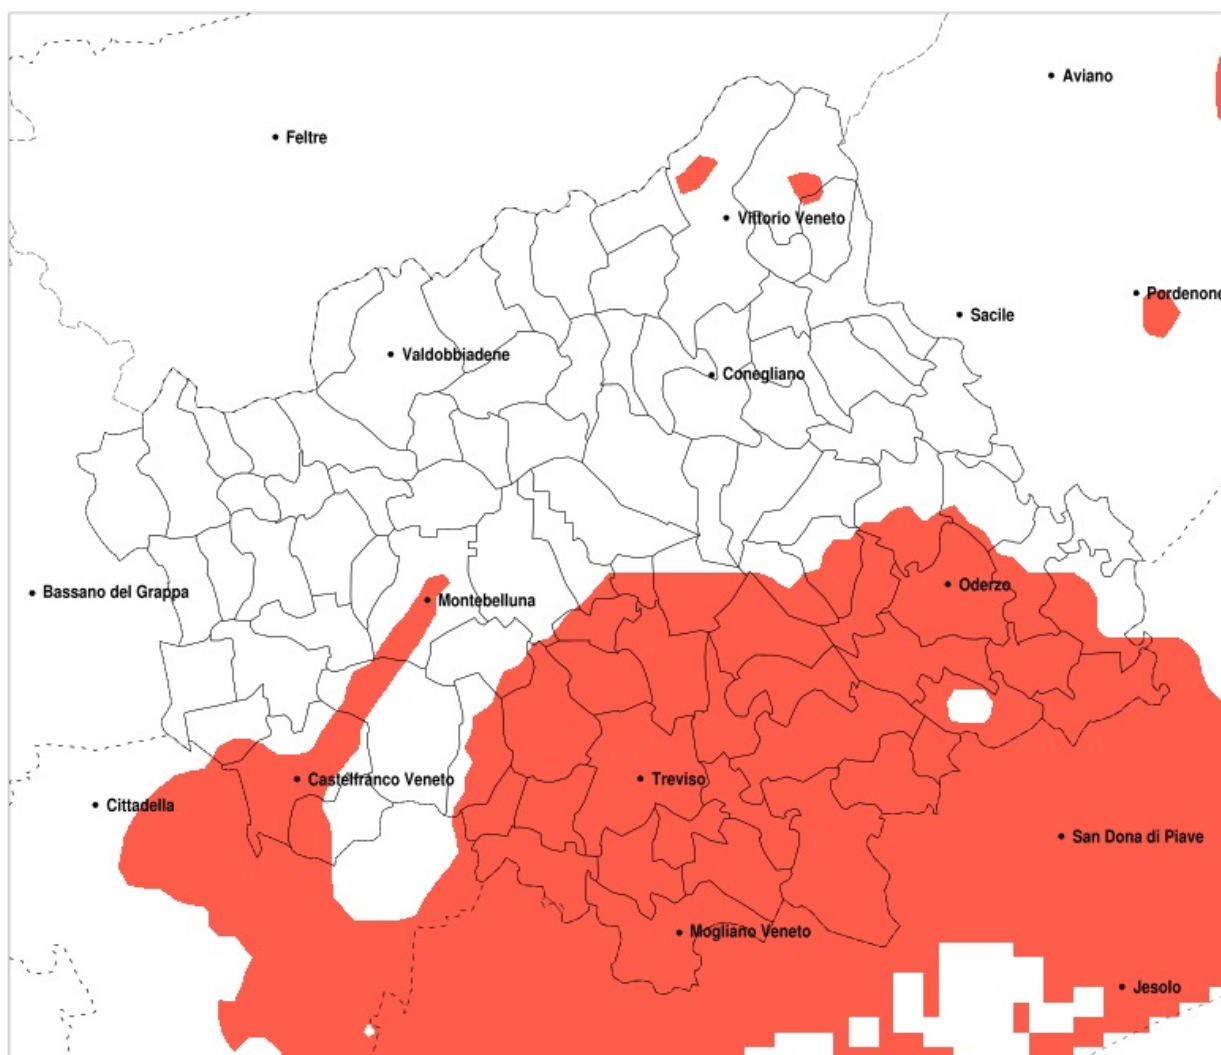 Aviano
Feltre
Vittorio Veneto
Pordenone
Sacile
Valdobbiadene
Conegliano
Bassano del Grappa
Montebelluna
Oderzo
Castelfranco Veneto
Treviso
Cittadella
San Dona di Piave
Mogliano Veneto
Jesolo